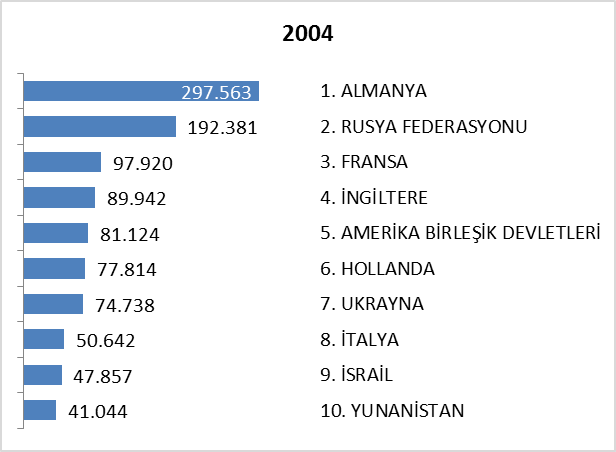 2004
297.563 1. ALMANYA
192.381 2. RUSYA FEDERASYONU
97.920 3. FRANSA
89.942 4. İNGİLTERE
81.124 5. AMERİKA BİRLEŞİK DEVLETLERİ
77.814 6. HOLLANDA
74.738 7. UKRAYNA
50.642 8. İTALYA
47.857 9. İSRAİL
41.044 10. YUNANİSTAN